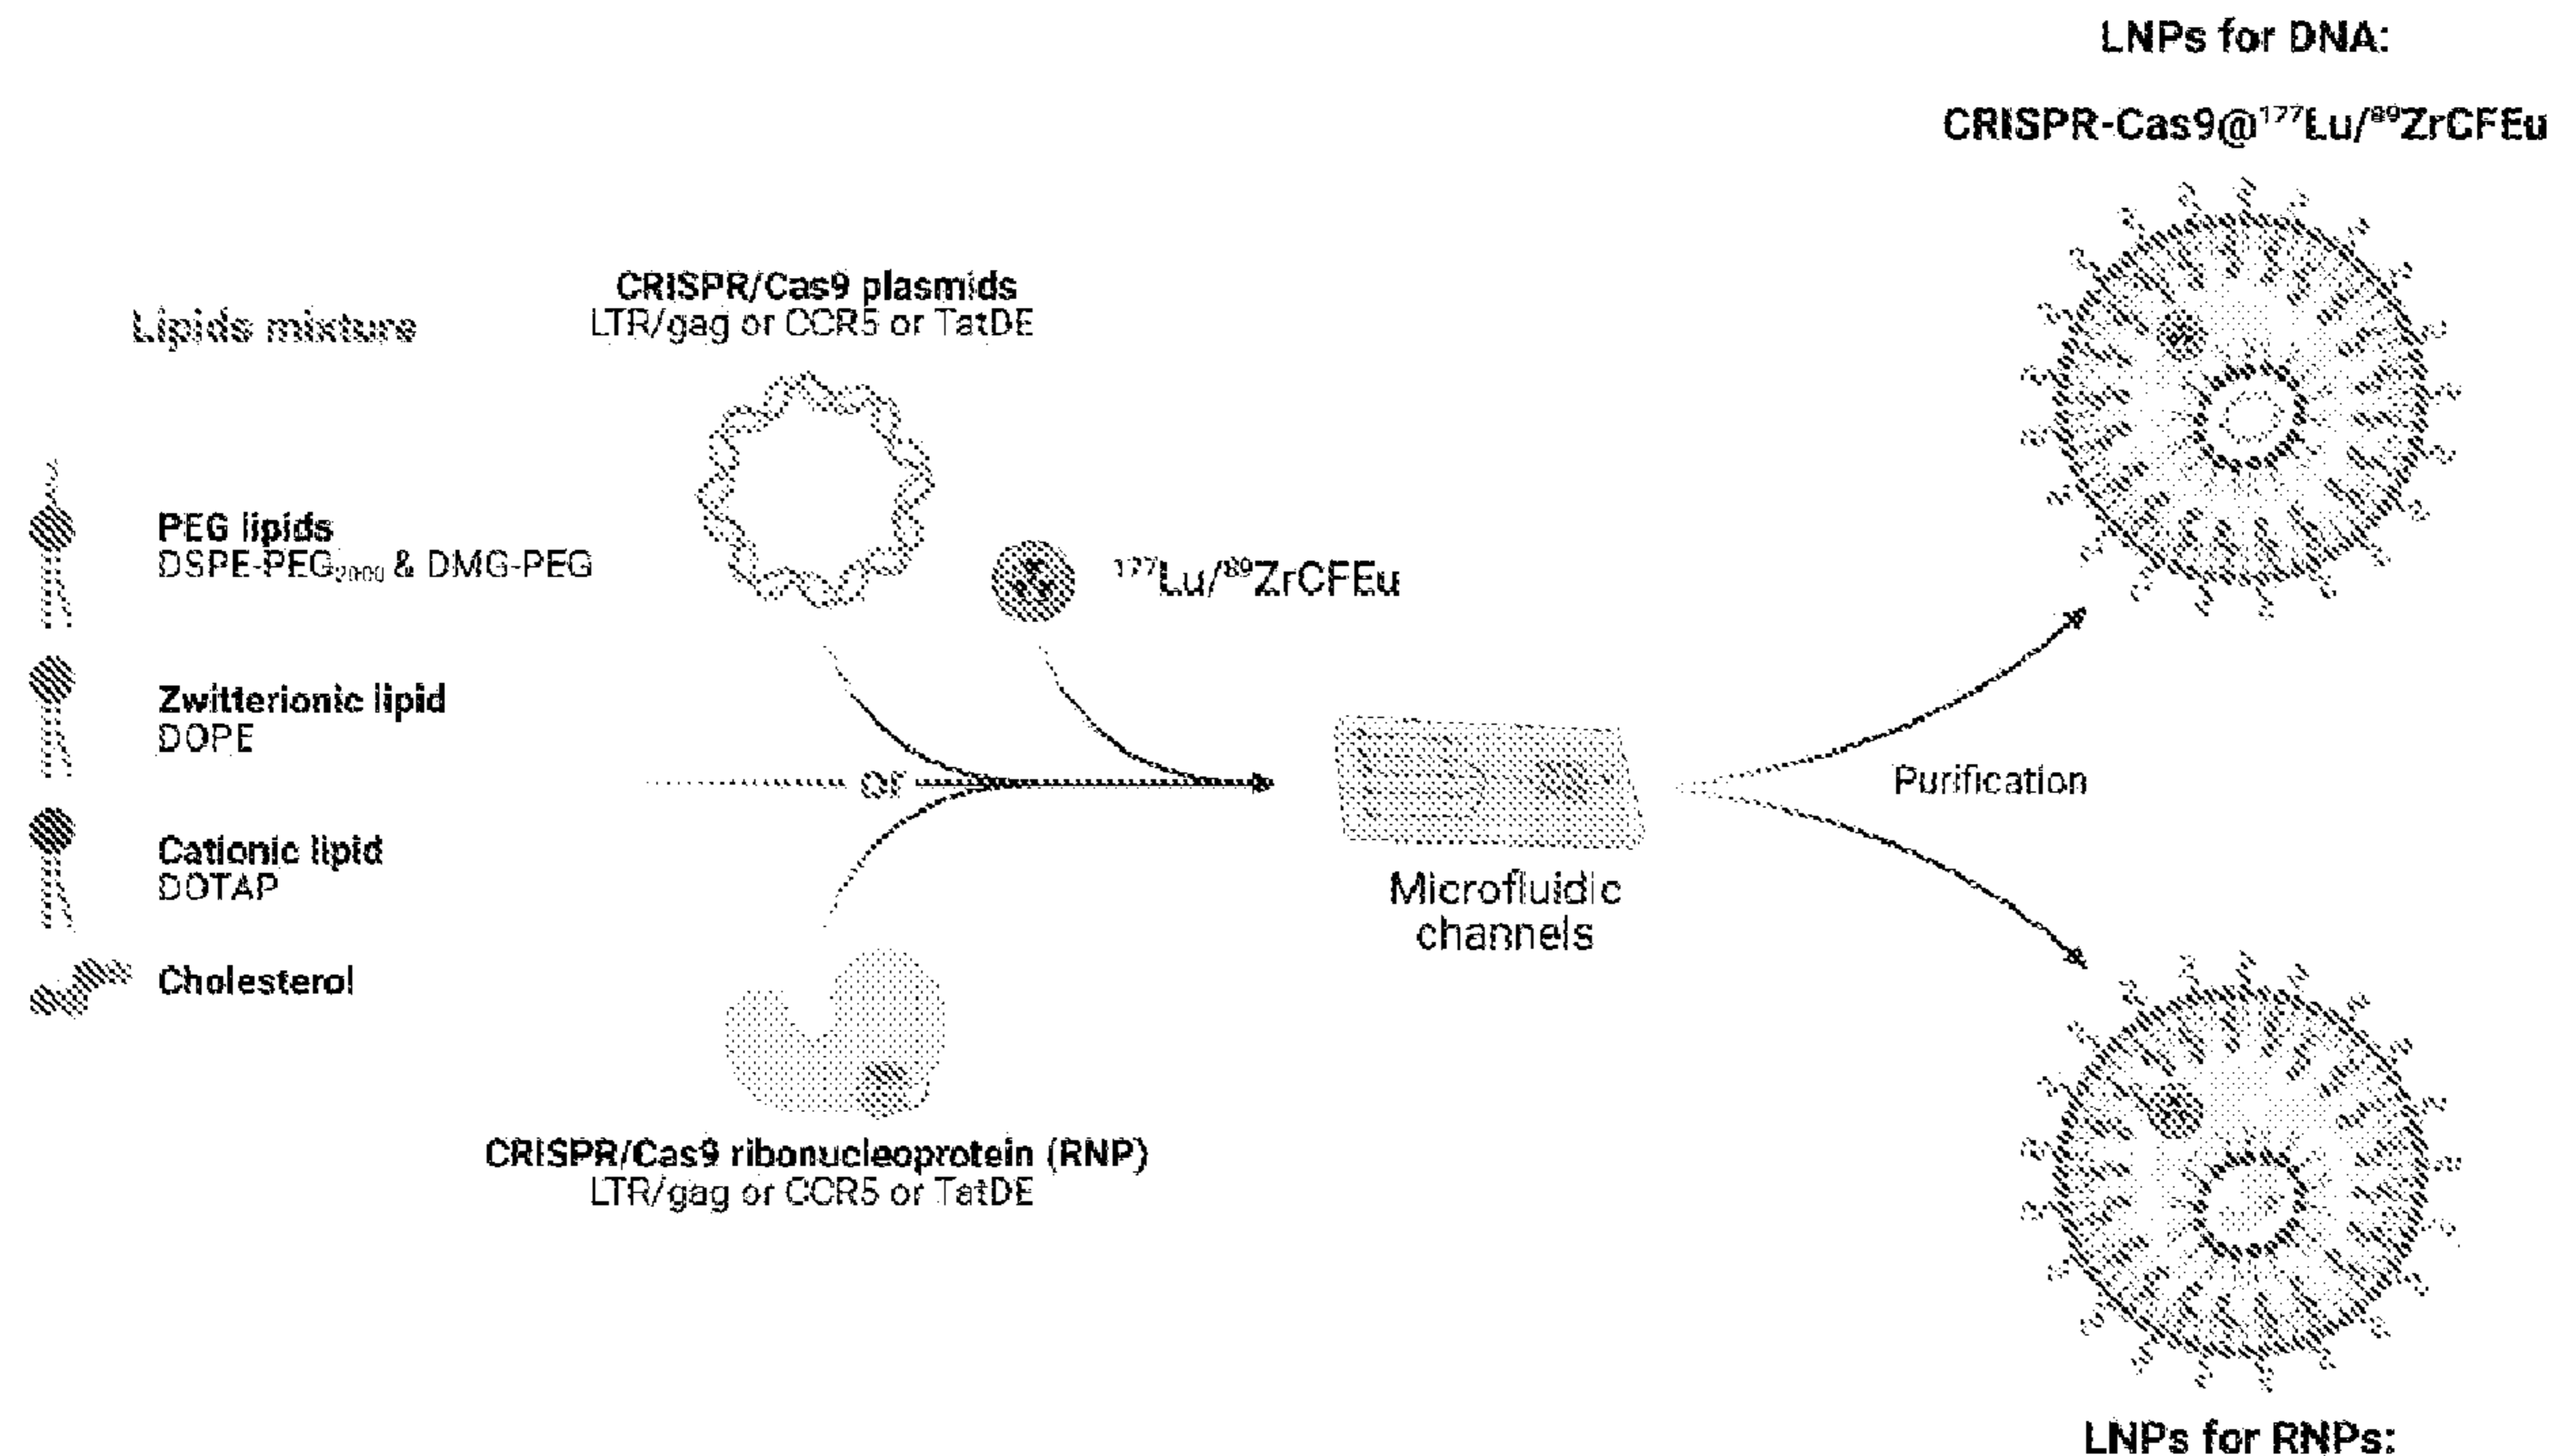 LNPs for DNA:
CRISPR-Cas9@¹⁷⁷Lu/⁸⁹ZrCFEu
Lipids mixture
CRISPR/Cas9 plasmids
LTR/gag or CCR5 or TatDE
PEG lipids
DSPE-PEG₂₀₀₀ & DMG-PEG
¹⁷⁷Lu/⁸⁹ZrCFEu
Zwitterionic lipid
DOPE
or
Purification
Cationic lipid
DOTAP
Microfluidic
channels
Cholesterol
CRISPR/Cas9 ribonucleoprotein (RNP)
LTR/gag or CCR5 or TatDE
LNPs for RNPs: